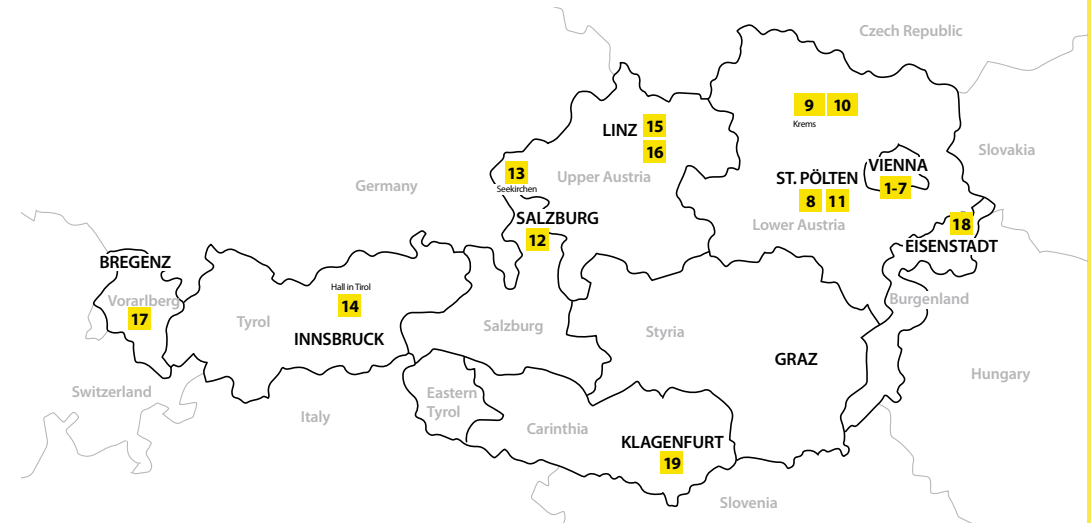 Czech Republic
9 10
Krems
LINZ 15
16
Slovakia
VIENNA
1-7
13
Seekirchen
Upper Austria
ST. PÖLTEN
8 11
Germany
SALZBURG
12
Lower Austria
18
EISENSTADT
BREGENZ
Vorarlberg
17
Hall in Tirol
14
Tyrol
INNSBRUCK
Salzburg
Styria
Burgenland
GRAZ
Hungary
Switzerland
Italy
Eastern
Tyrol
Carinthia
KLAGENFURT
19
Slovenia